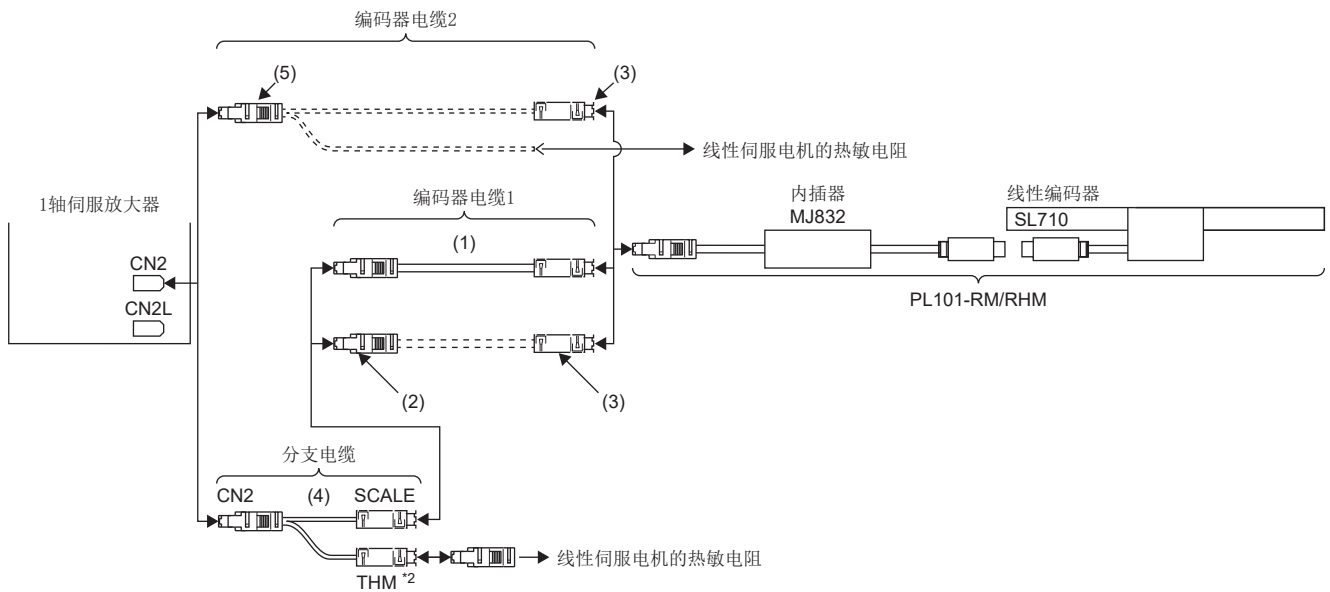 编码器电缆2
(5)
(3)
线性伺服电机的热敏电阻
1轴伺服放大器
编码器电缆1
内插器
MJ832
线性编码器
SL710
(1)
CN2
CN2L
PL101-RM/RHM
(2)
(3)
分支电缆
CN2
(4)
SCALE
线性伺服电机的热敏电阻
THM *2